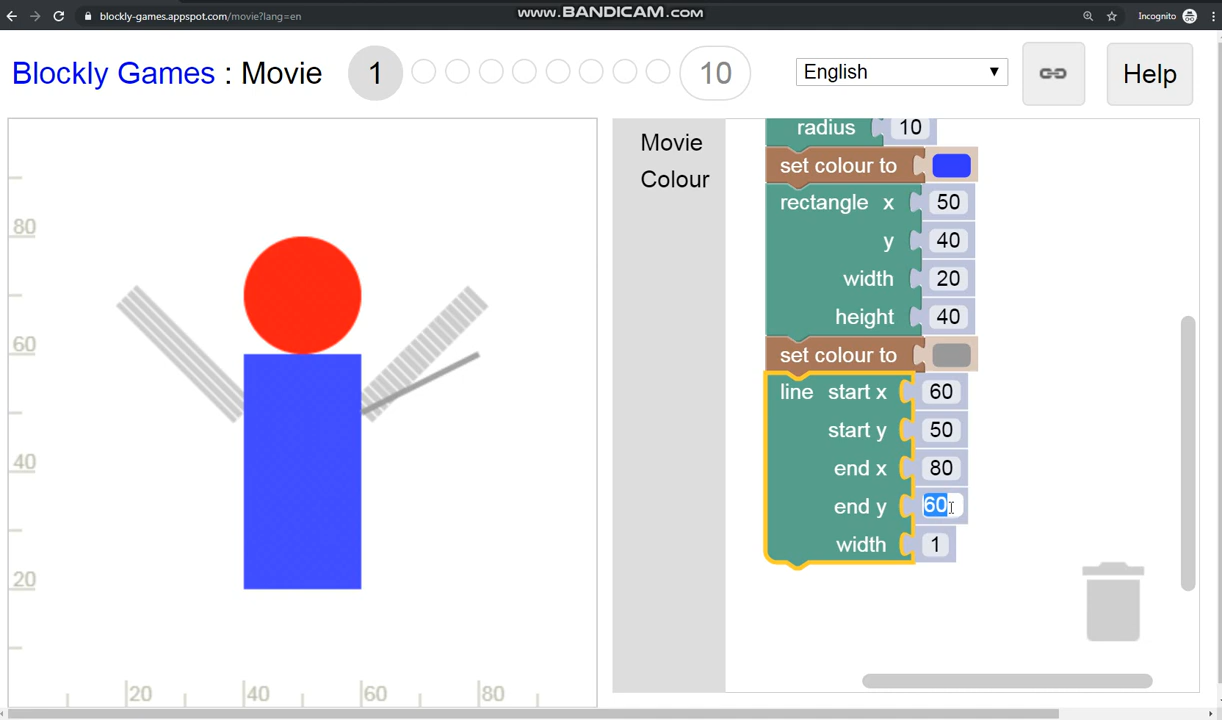 blockly-games.appspot.com/movie?lang=en
www.BANDICAM.com
Incognito
Blockly Games : Movie
1
10
English
Help
Movie
Colour
radius 10
set colour to
rectangle x 50
y 40
width 20
height 40
set colour to
line start x 60
start y 50
end x 80
end y 60
width 1
80
60
40
20
20 40 60 80